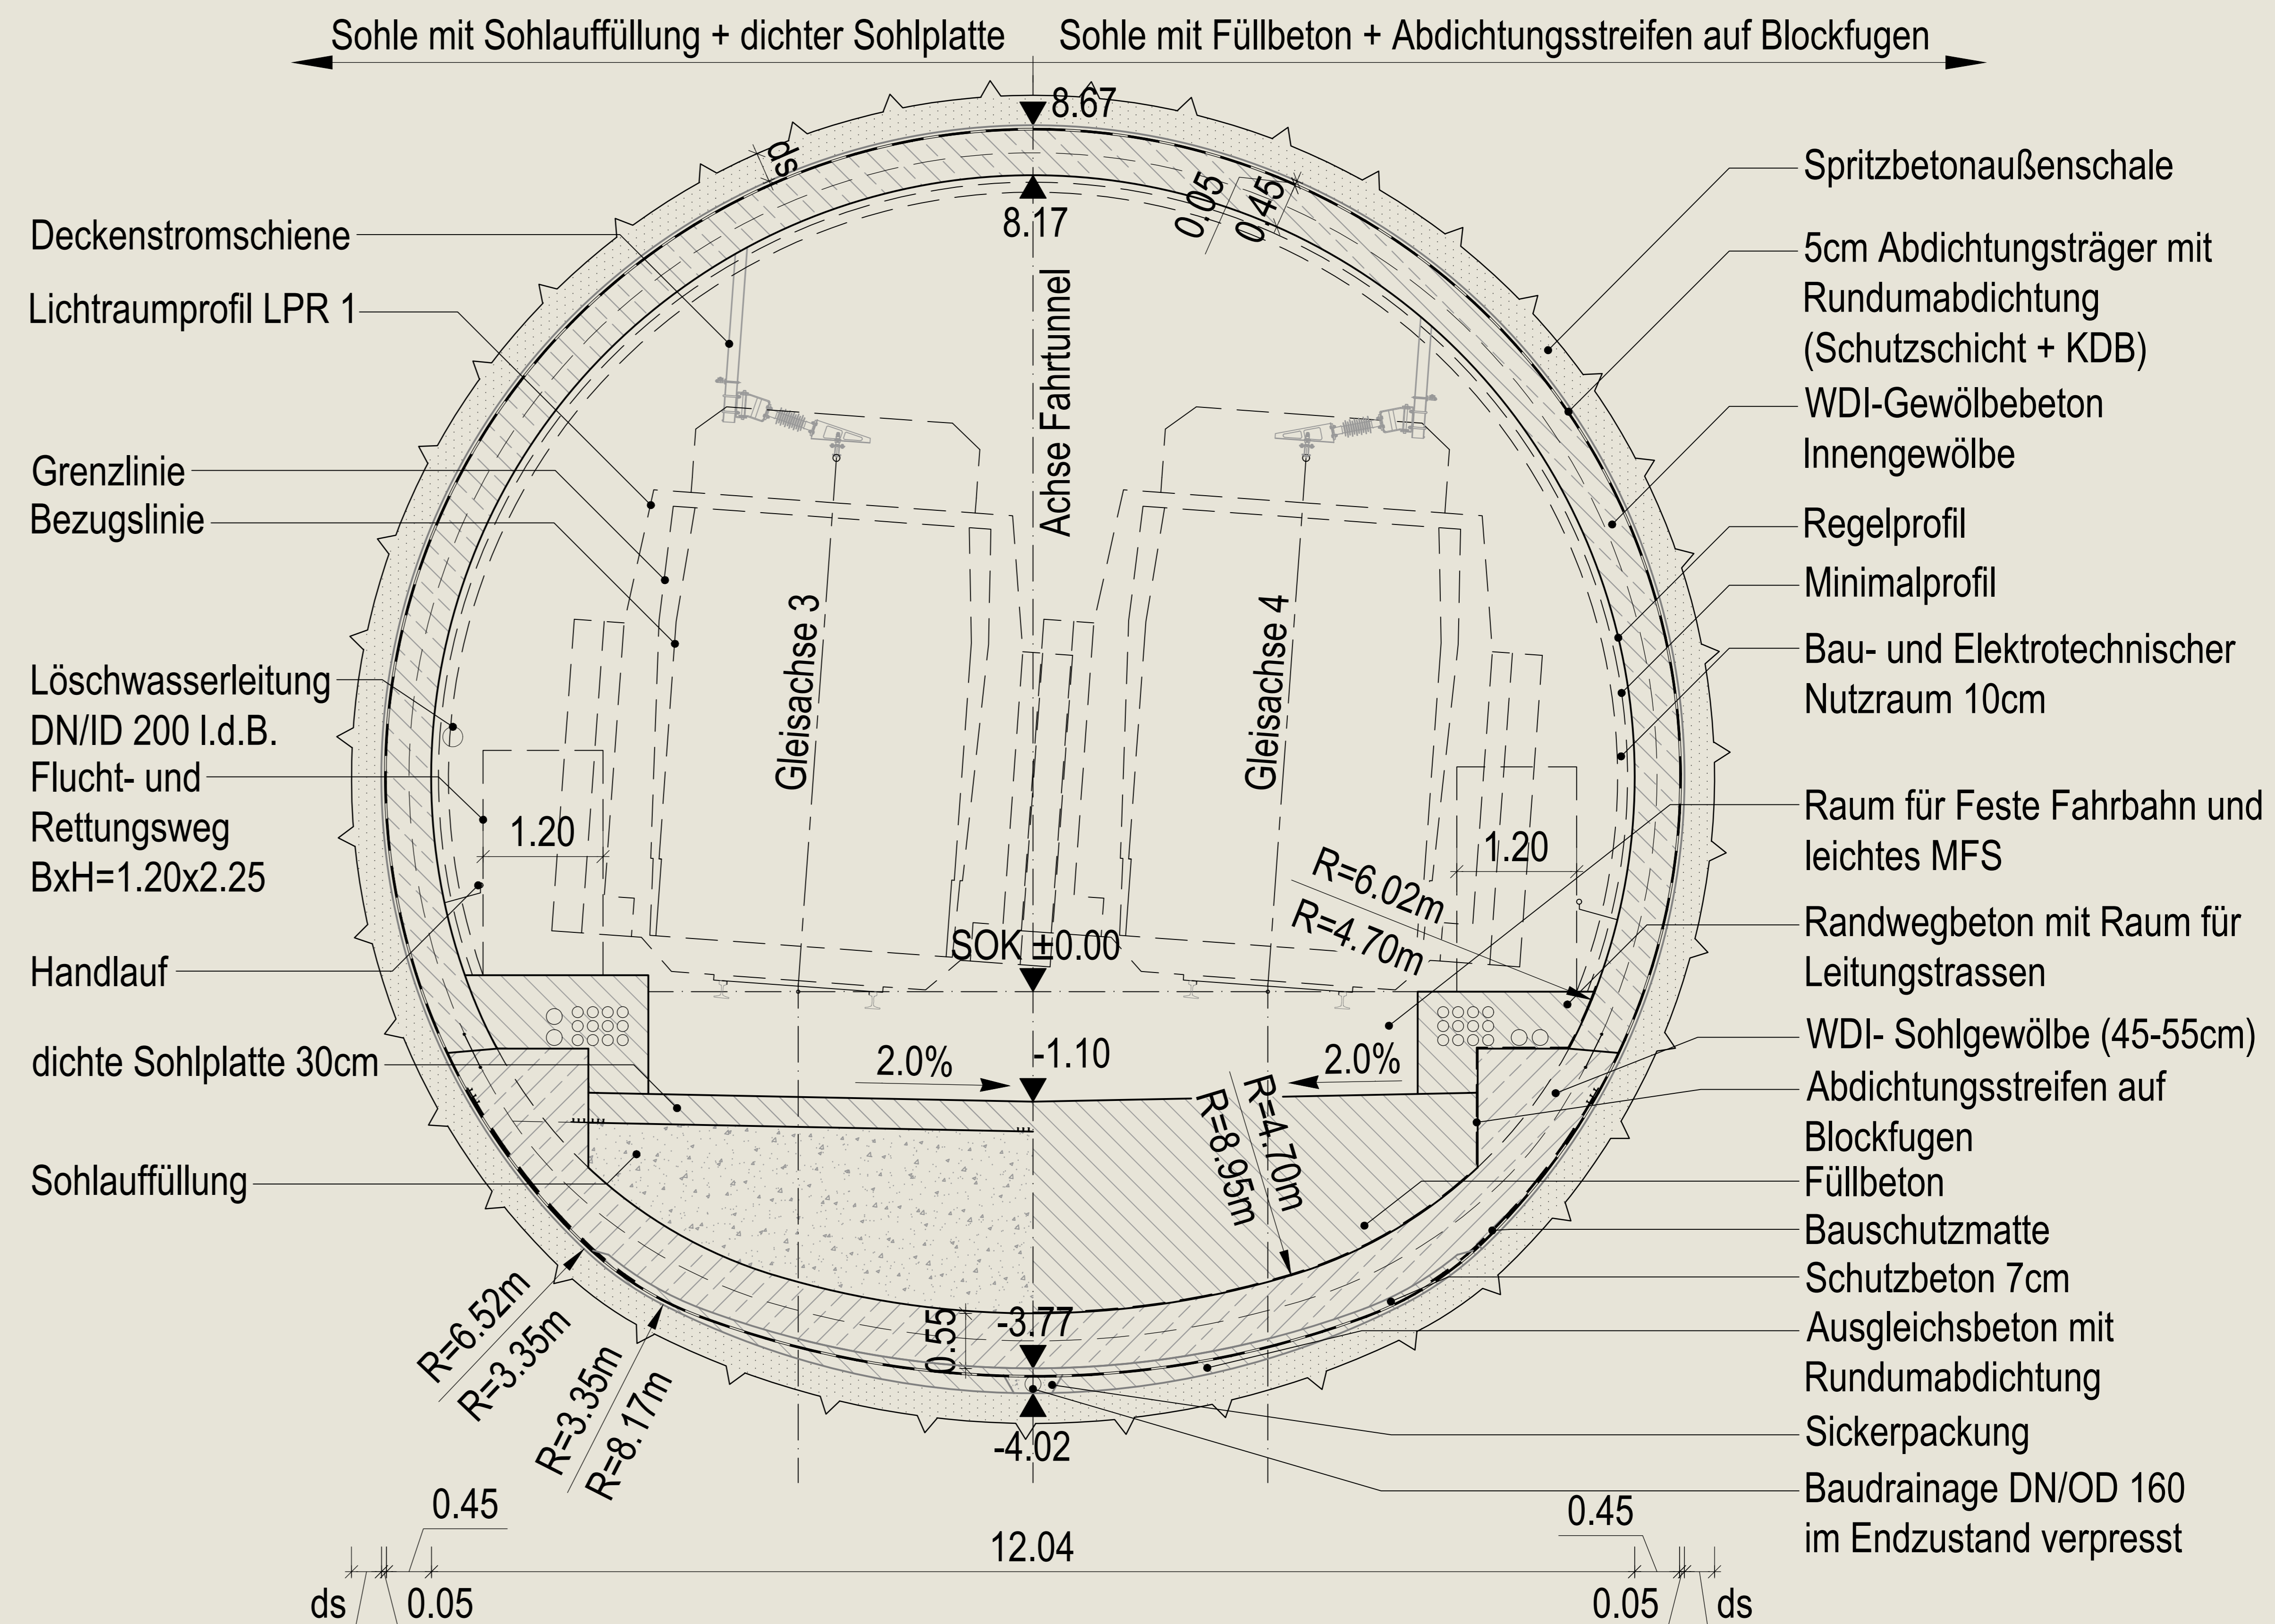 Sohle mit Sohlauffüllung + dichter Sohlplatte
Sohle mit Füllbeton + Abdichtungsstreifen auf Blockfugen
8.67
8.17
ds
0.05
0.45
Achse Fahrtunnel
Deckenstromschiene
Lichtraumprofil LPR 1
Grenzlinie
Bezugslinie
Löschwasserleitung
DN/ID 200 I.d.B.
Flucht- und
Rettungsweg
BxH=1.20x2.25
Handlauf
dichte Sohlplatte 30cm
Sohlauffüllung
Gleisachse 3
Gleisachse 4
1.20
1.20
R=6.02m
R=4.70m
SOK ±0.00
2.0%
-1.10
2.0%
R=4.70m
R=8.95m
0.55
-3.77
-4.02
R=6.52m
R=3.35m
R=3.35m
R=8.17m
Spritzbetonaußenschale
5cm Abdichtungsträger mit
Rundumabdichtung
(Schutzschicht + KDB)
WDI-Gewölbebeton
Innengewölbe
Regelprofil
Minimalprofil
Bau- und Elektrotechnischer
Nutzraum 10cm
Raum für Feste Fahrbahn und
leichtes MFS
Randwegbeton mit Raum für
Leitungstrassen
WDI- Sohlgewölbe (45-55cm)
Abdichtungsstreifen auf
Blockfugen
Füllbeton
Bauschutzmatte
Schutzbeton 7cm
Ausgleichsbeton mit
Rundumabdichtung
Sickerpackung
Baudrainage DN/OD 160
im Endzustand verpresst
0.45
12.04
0.45
ds
0.05
0.05
ds